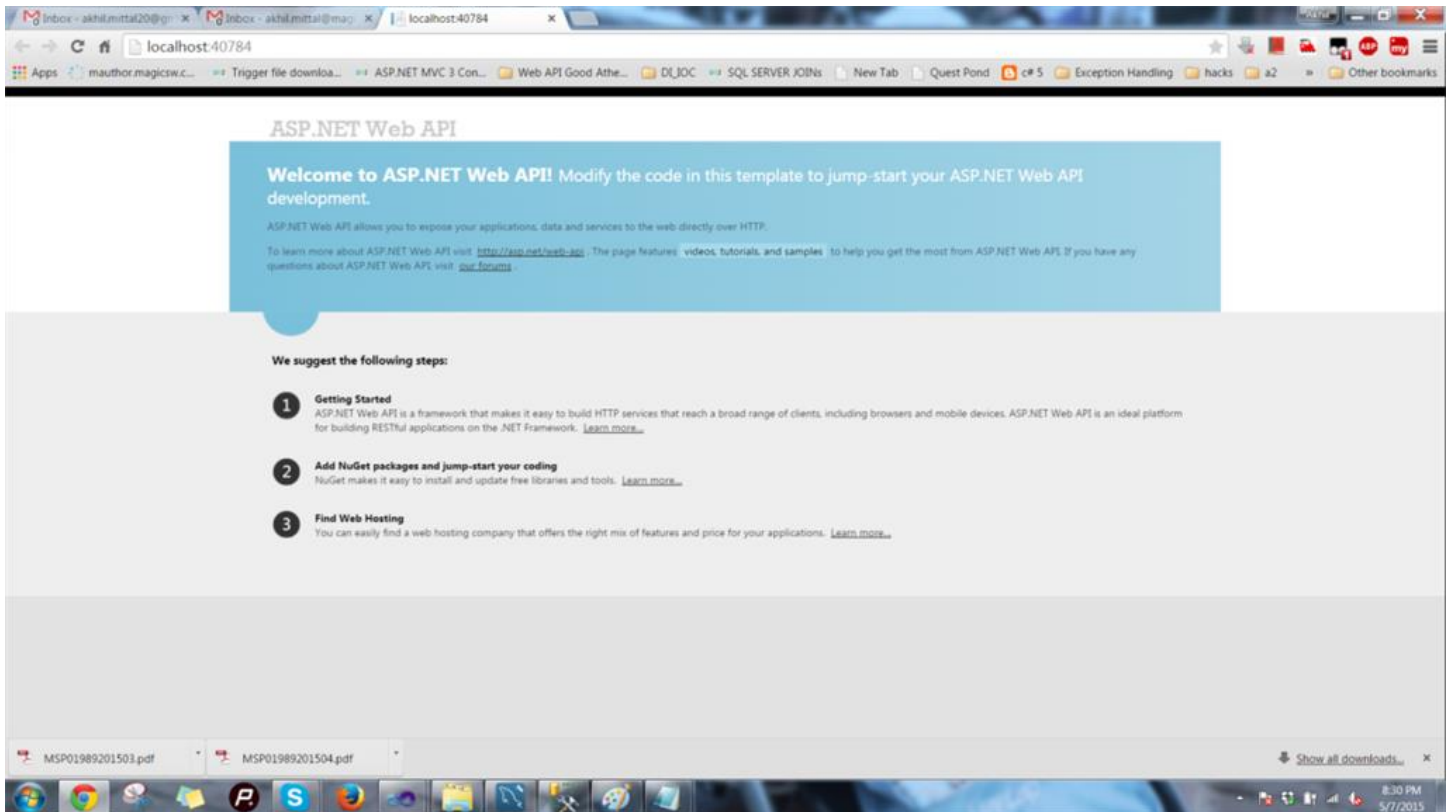 Inbox - akhil.mittal20@g
Inbox - akhil.mittal@mag
localhost:40784
localhost:40784
Apps
mauthor.magicsw.c...
Trigger file downloa...
ASP.NET MVC 3 Con...
Web API Good Athe...
DI_IOC
SQL SERVER JOINs
New Tab
Quest Pond
c# 5
Exception Handling
hacks
a2
»
Other bookmarks
ASP.NET Web API
Welcome to ASP.NET Web API! Modify the code in this template to jump-start your ASP.NET Web API
development.
ASP.NET Web API allows you to expose your applications, data and services to the web directly over HTTP.
To learn more about ASP.NET Web API visit http://asp.net/web-api . The page features videos, tutorials, and samples to help you get the most from ASP.NET Web API. If you have any
questions about ASP.NET Web API, visit our forums .
We suggest the following steps:
1 Getting Started
ASP.NET Web API is a framework that makes it easy to build HTTP services that reach a broad range of clients, including browsers and mobile devices. ASP.NET Web API is an ideal platform
for building RESTful applications on the .NET Framework. Learn more...
2 Add NuGet packages and jump-start your coding
NuGet makes it easy to install and update free libraries and tools. Learn more...
3 Find Web Hosting
You can easily find a web hosting company that offers the right mix of features and price for your applications. Learn more...
MSP01989201503.pdf
MSP01989201504.pdf
Show all downloads...
8:30 PM
5/7/2015